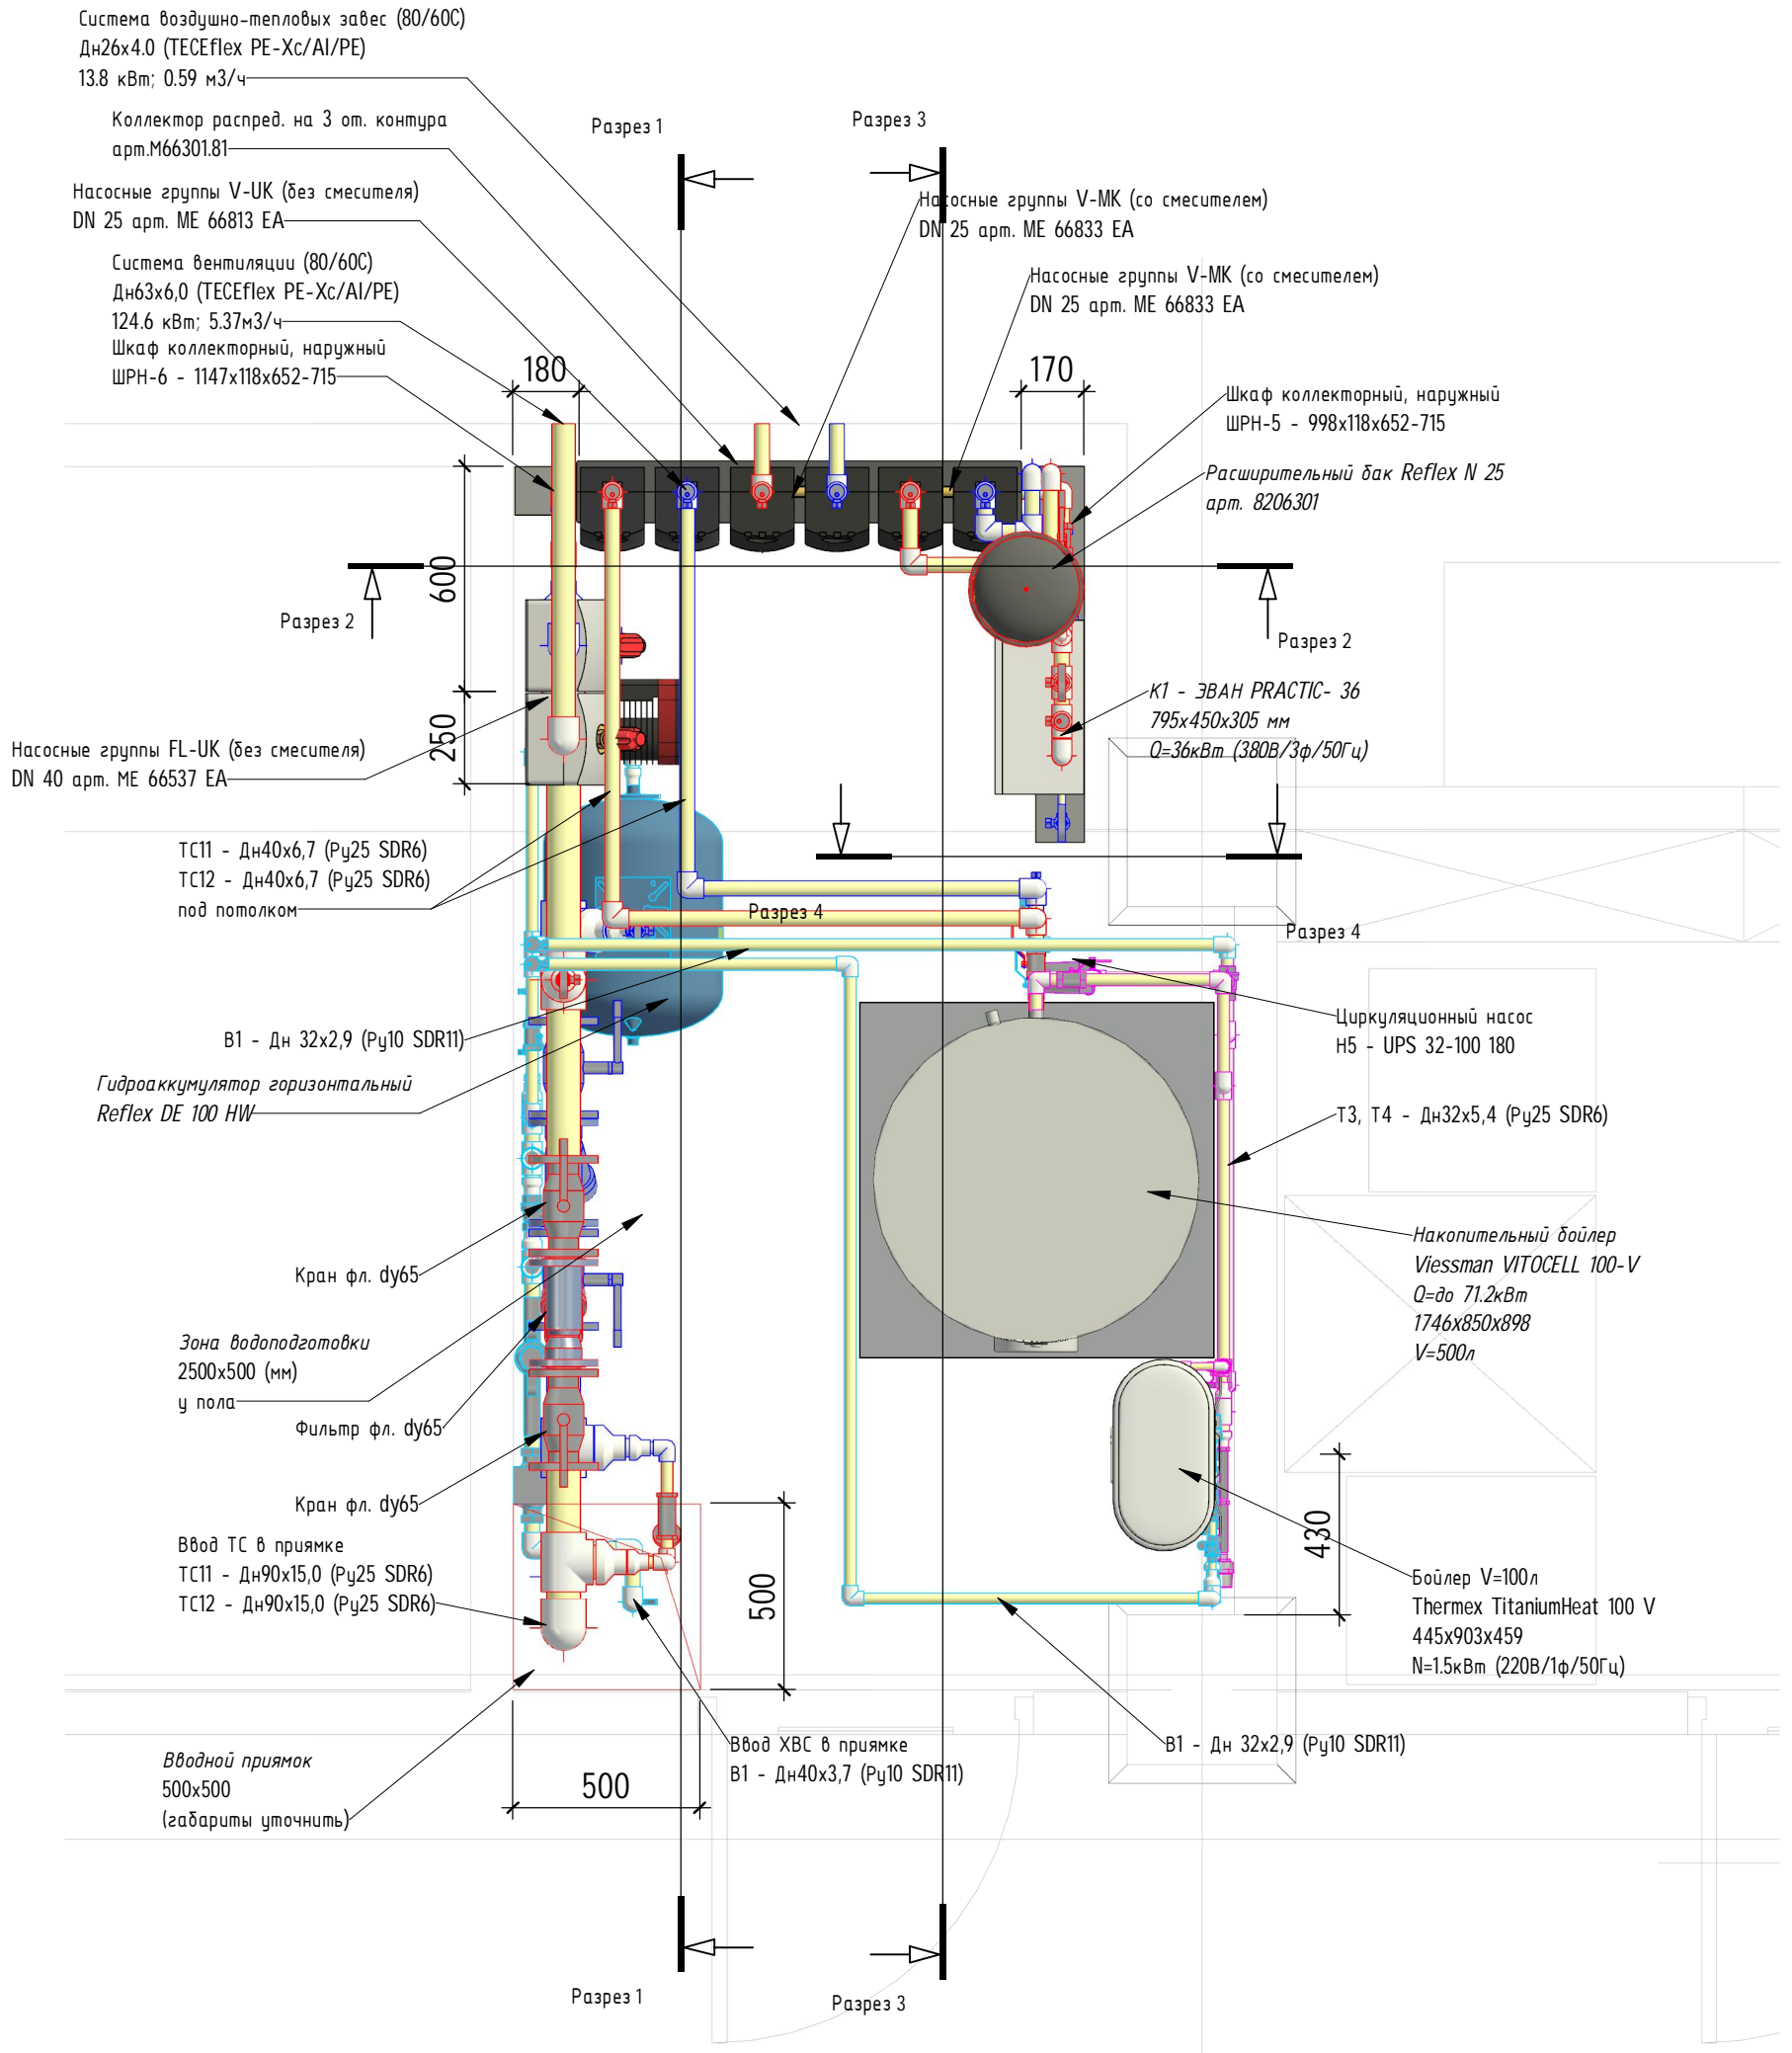 Система воздушно-тепловых завес (80/60С)
Дн26х4.0 (TECEflex PE-Xc/Al/PE)
13.8 кВт; 0.59 м3/ч
Коллектор распред. на 3 от. контура
арт.М66301.81
Насосные группы V-UK (без смесителя)
DN 25 арт. ME 66813 EA
Система вентиляции (80/60С)
Дн63х6,0 (TECEflex PE-Xc/Al/PE)
124.6 кВт; 5.37м3/ч
Шкаф коллекторный, наружный
ШРН-6 - 1147х118х652-715
Разрез 1
Разрез 3
Насосные группы V-MK (со смесителем)
DN 25 арт. ME 66833 EA
Насосные группы V-MK (со смесителем)
DN 25 арт. ME 66833 EA
180
170
Шкаф коллекторный, наружный
ШРН-5 - 998х118х652-715
Расширительный бак Reflex N 25
арт. 8206301
600
Разрез 2
Разрез 2
К1 - ЭВАН PRACTIC- 36
795х450х305 мм
Q=36кВт (380В/3ф/50Гц)
250
Насосные группы FL-UK (без смесителя)
DN 40 арт. ME 66537 EA
ТС11 - Дн40х6,7 (Ру25 SDR6)
ТС12 - Дн40х6,7 (Ру25 SDR6)
под потолком
Разрез 4
Разрез 4
В1 - Дн 32х2,9 (Ру10 SDR11)
Циркуляционный насос
Н5 - UPS 32-100 180
Гидроаккумулятор горизонтальный
Reflex DE 100 HW
Т3, Т4 - Дн32х5,4 (Ру25 SDR6)
Накопительный бойлер
Viessman VITOCELL 100-V
Q=до 71.2кВт
1746х850х898
V=500л
Кран фл. dy65
Зона водоподготовки
2500х500 (мм)
у пола
Фильтр фл. dy65
Кран фл. dy65
Ввод ТС в приямке
ТС11 - Дн90х15,0 (Ру25 SDR6)
ТС12 - Дн90х15,0 (Ру25 SDR6)
500
430
Бойлер V=100л
Thermex TitaniumHeat 100 V
445х903х459
N=1.5кВт (220В/1ф/50Гц)
Вводной приямок
500х500
(габариты уточнить)
500
Ввод ХВС в приямке
В1 - Дн40х3,7 (Ру10 SDR11)
В1 - Дн 32х2,9 (Ру10 SDR11)
Разрез 1
Разрез 3